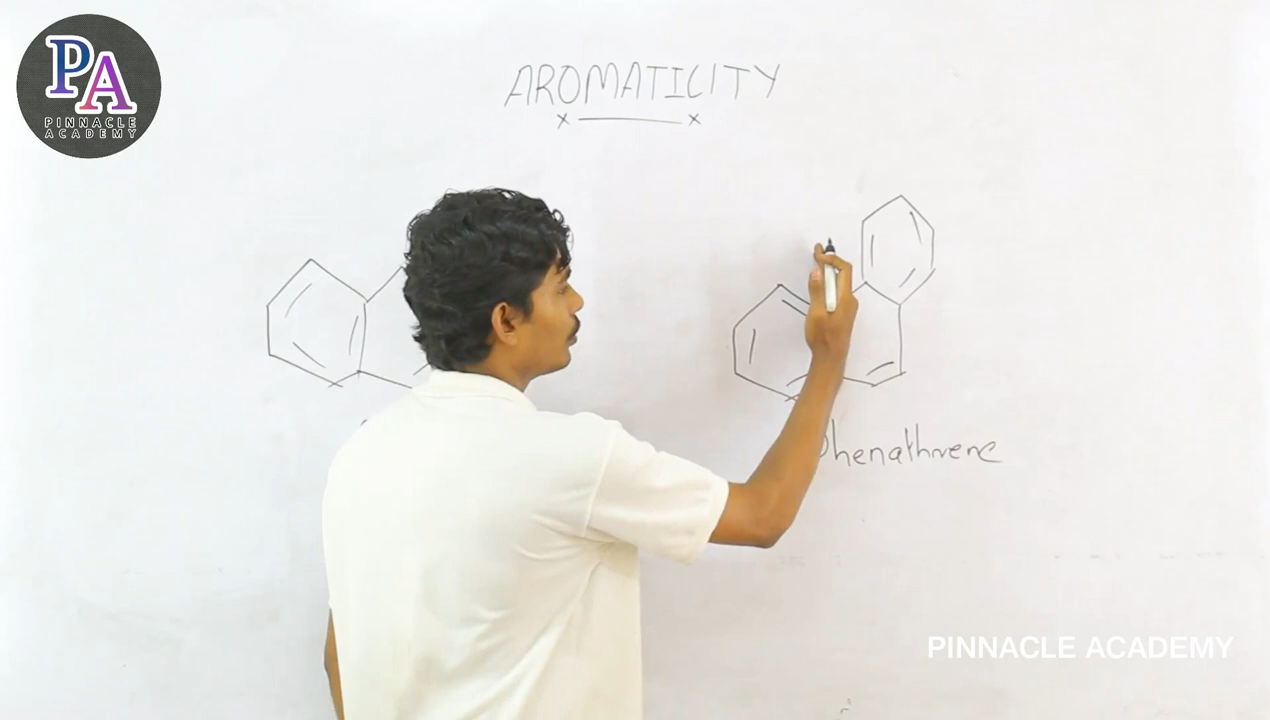 PA
PINNACLE
ACADEMY
AROMATICITY
Phenathrene
PINNACLE ACADEMY